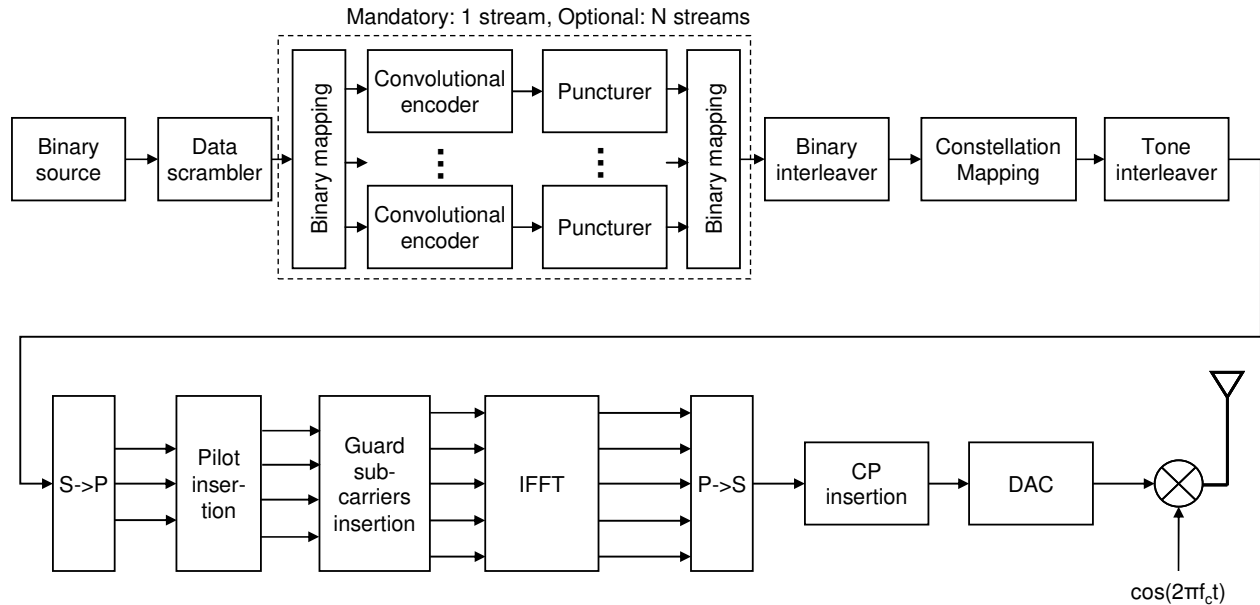 Mandatory: 1 stream, Optional: N streams
Binary
source
Data
scrambler
Binary mapping
Convolutional
encoder
Puncturer
Convolutional
encoder
Puncturer
Binary mapping
Binary
interleaver
Constellation
Mapping
Tone
interleaver
S->P
Pilot
inser-
tion
Guard
sub-
carriers
insertion
IFFT
P->S
CP
insertion
DAC
cos(2πf_ct)